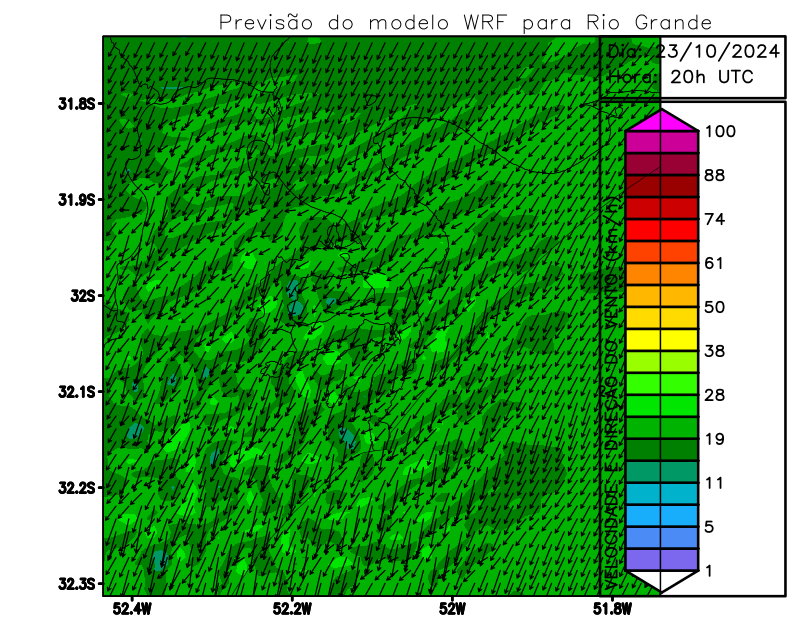 Previsão do modelo WRF para Rio Grande
Dia: 23/10/2024
Hora: 20h UTC
31.8S
31.9S
32S
32.1S
32.2S
32.3S
52.4W
52.2W
52W
51.8W
VELOCIDADE E DIREÇÃO DO VENTO (km/h)
100
88
74
61
50
38
28
19
11
5
1